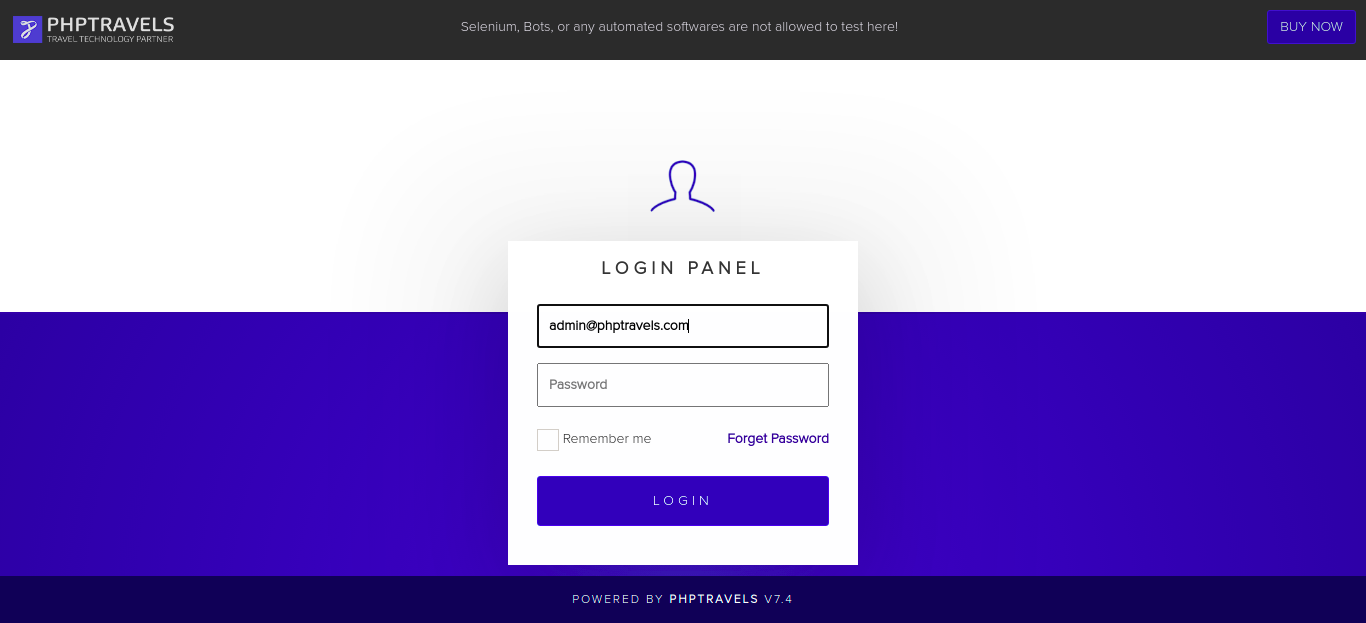 PHPTRAVELS
TRAVEL TECHNOLOGY PARTNER
Selenium, Bots, or any automated softwares are not allowed to test here!
BUY NOW
LOGIN PANEL
admin@phptravels.com
Password
Remember me
Forget Password
LOGIN
POWERED BY PHPTRAVELS V7.4